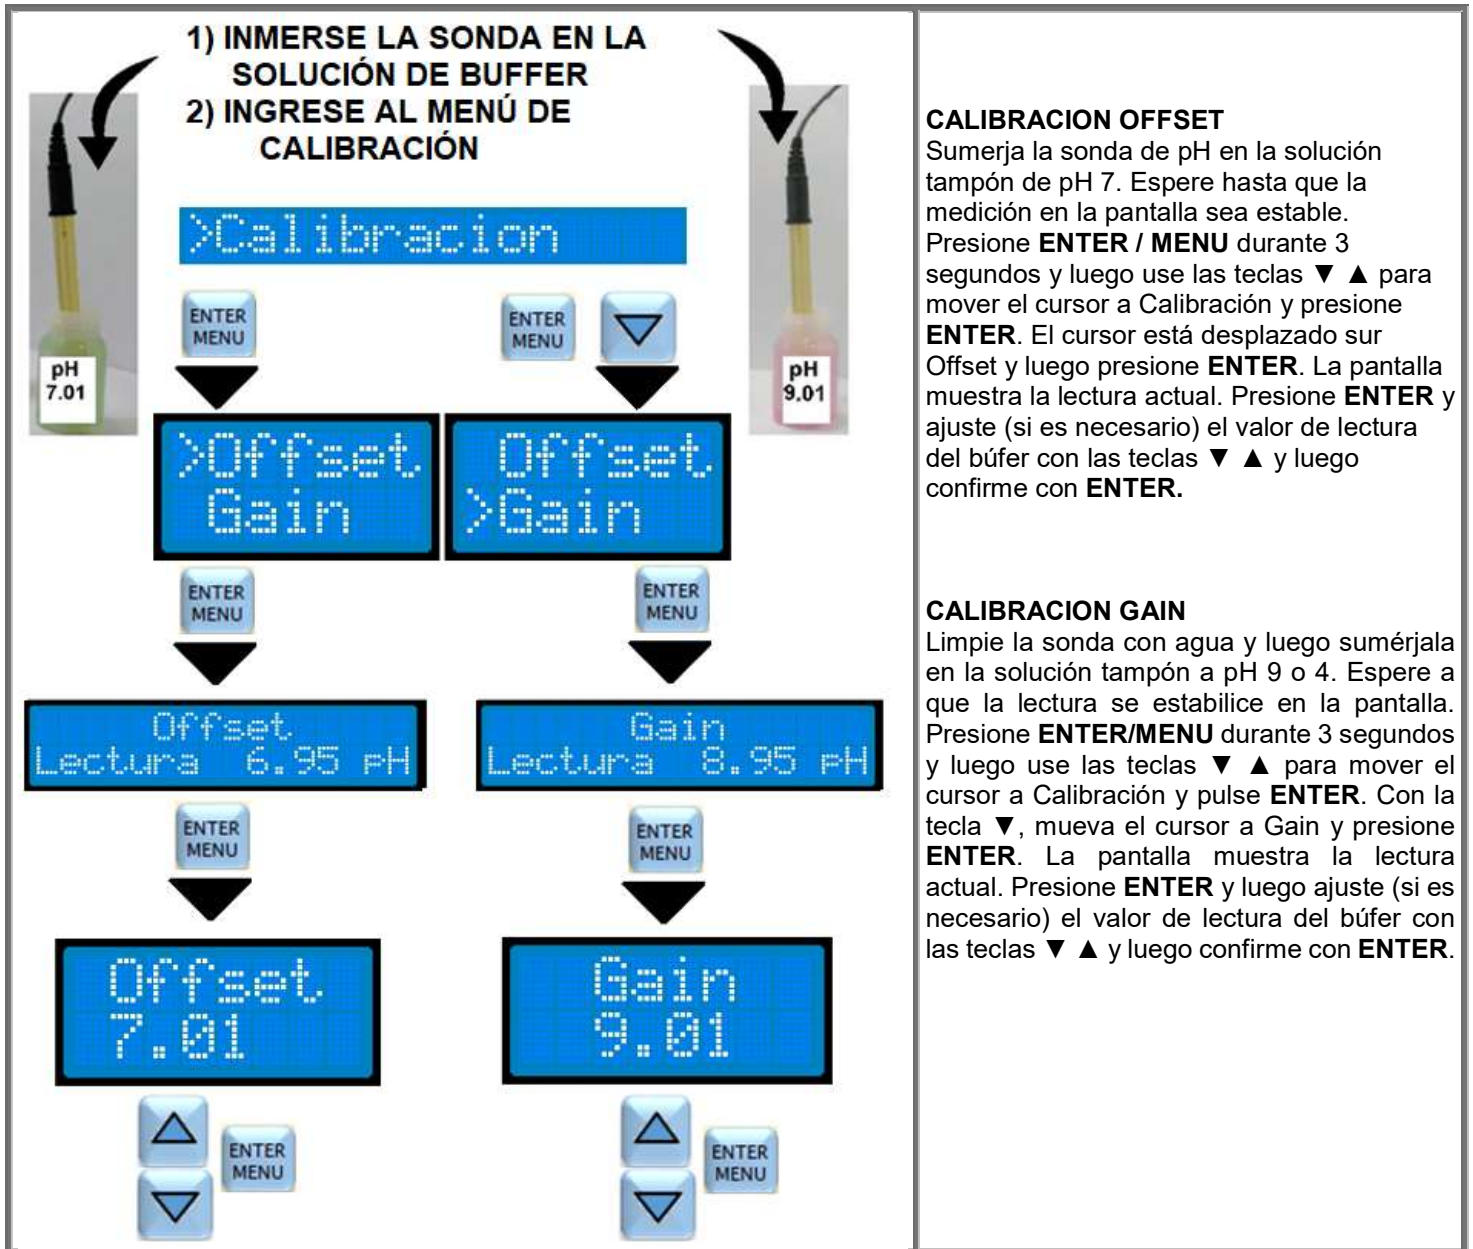 1) INMERSE LA SONDA EN LA
SOLUCIÓN DE BUFFER
2) INGRESE AL MENÚ DE
CALIBRACIÓN
pH
7.01
pH
9.01
>Calibracion
ENTER
MENU
ENTER
MENU
>Offset
Gain
Offset
>Gain
ENTER
MENU
ENTER
MENU
Offset
Lectura 6.95 pH
Gain
Lectura 8.95 pH
ENTER
MENU
ENTER
MENU
Offset
7.01
Gain
9.01
ENTER
MENU
ENTER
MENU
CALIBRACION OFFSET
Sumerja la sonda de pH en la solución
tampón de pH 7. Espere hasta que la
medición en la pantalla sea estable.
Presione ENTER / MENU durante 3
segundos y luego use las teclas ▼ ▲ para
mover el cursor a Calibración y presione
ENTER. El cursor está desplazado sur
Offset y luego presione ENTER. La pantalla
muestra la lectura actual. Presione ENTER y
ajuste (si es necesario) el valor de lectura
del búfer con las teclas ▼ ▲ y luego
confirme con ENTER.
CALIBRACION GAIN
Limpie la sonda con agua y luego sumérjala
en la solución tampón a pH 9 o 4. Espere a
que la lectura se estabilice en la pantalla.
Presione ENTER/MENU durante 3 segundos
y luego use las teclas ▼ ▲ para mover el
cursor a Calibración y pulse ENTER. Con la
tecla ▼, mueva el cursor a Gain y presione
ENTER. La pantalla muestra la lectura
actual. Presione ENTER y luego ajuste (si es
necesario) el valor de lectura del búfer con
las teclas ▼ ▲ y luego confirme con ENTER.